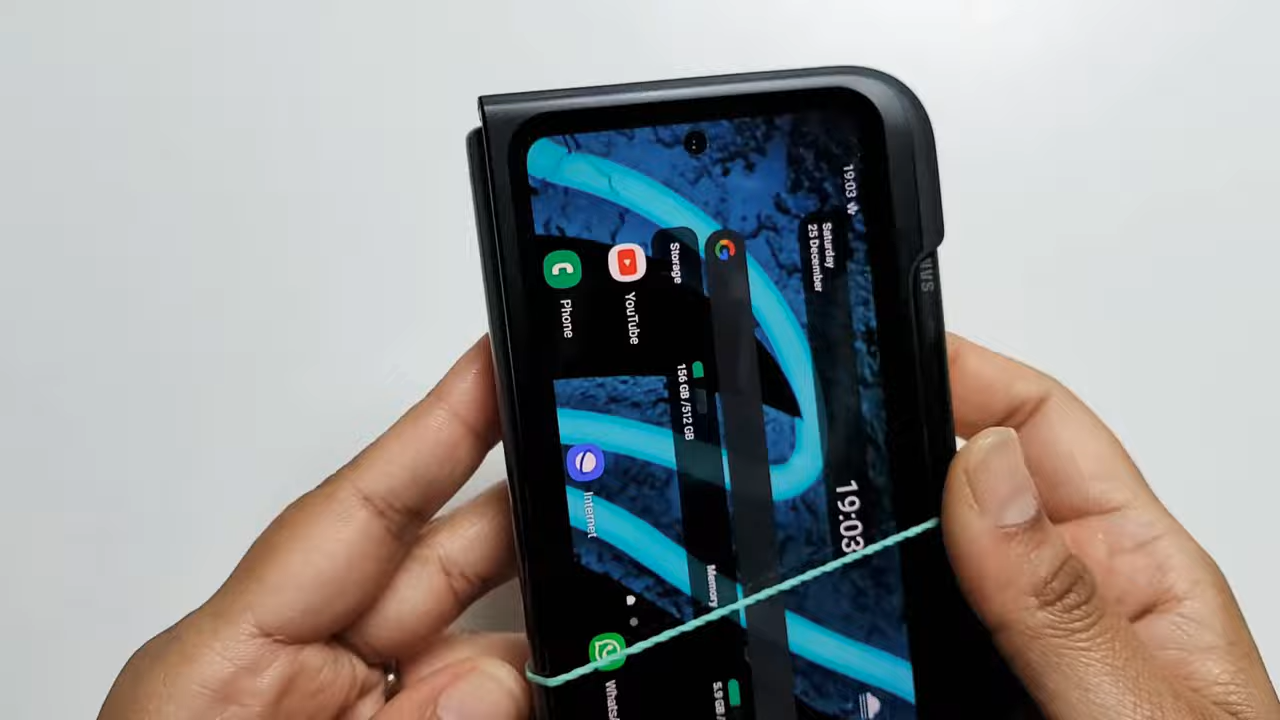 19:03
Saturday
25 December
19:03
Storage
156 GB /512 GB
Memory
5.9 GB /
YouTube
Phone
Internet
WhatsA